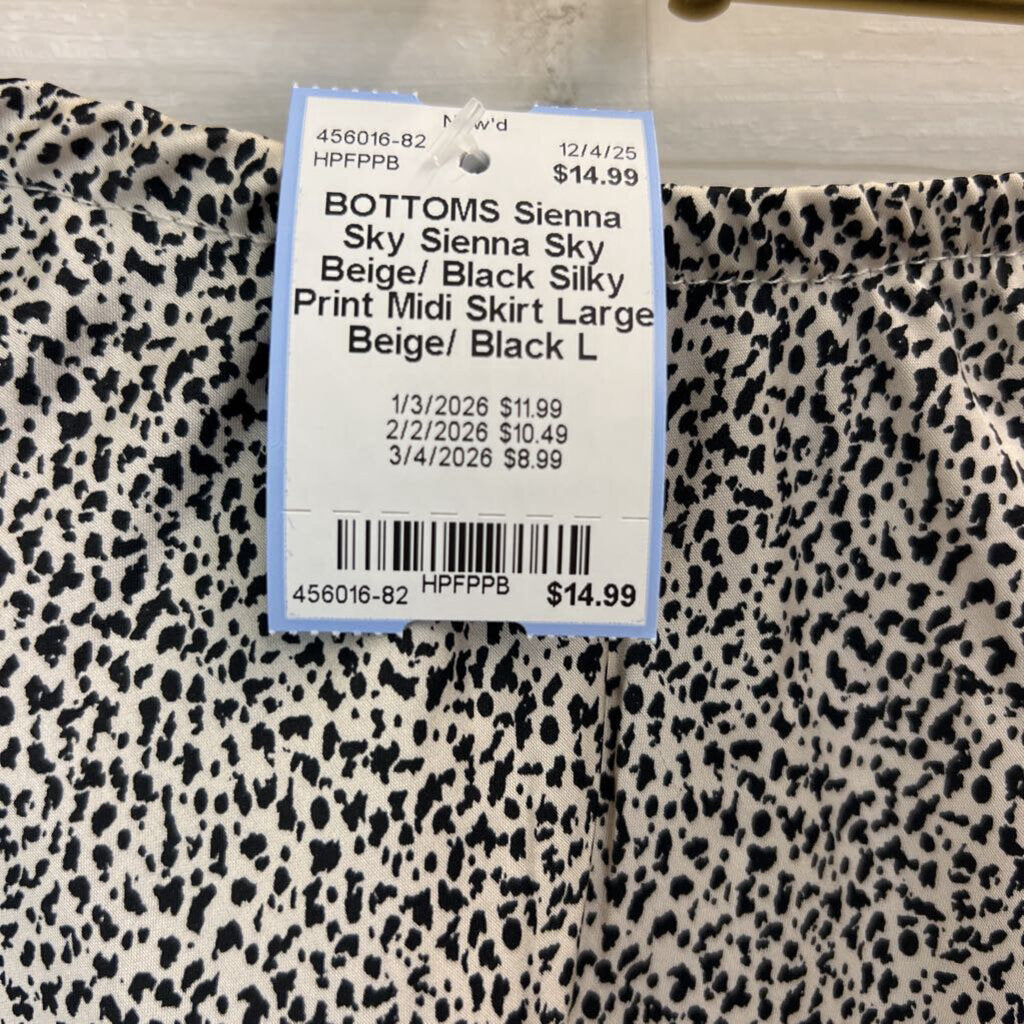 456016-82
12/4/25
HPFPPB
$14.99
BOTTOMS Sienna
Sky Sienna Sky
Beige/ Black Silky
Print Midi Skirt Large
Beige/ Black L
1/3/2026 $11.99
2/2/2026 $10.49
3/4/2026 $8.99
456016-82 HPFPPB $14.99